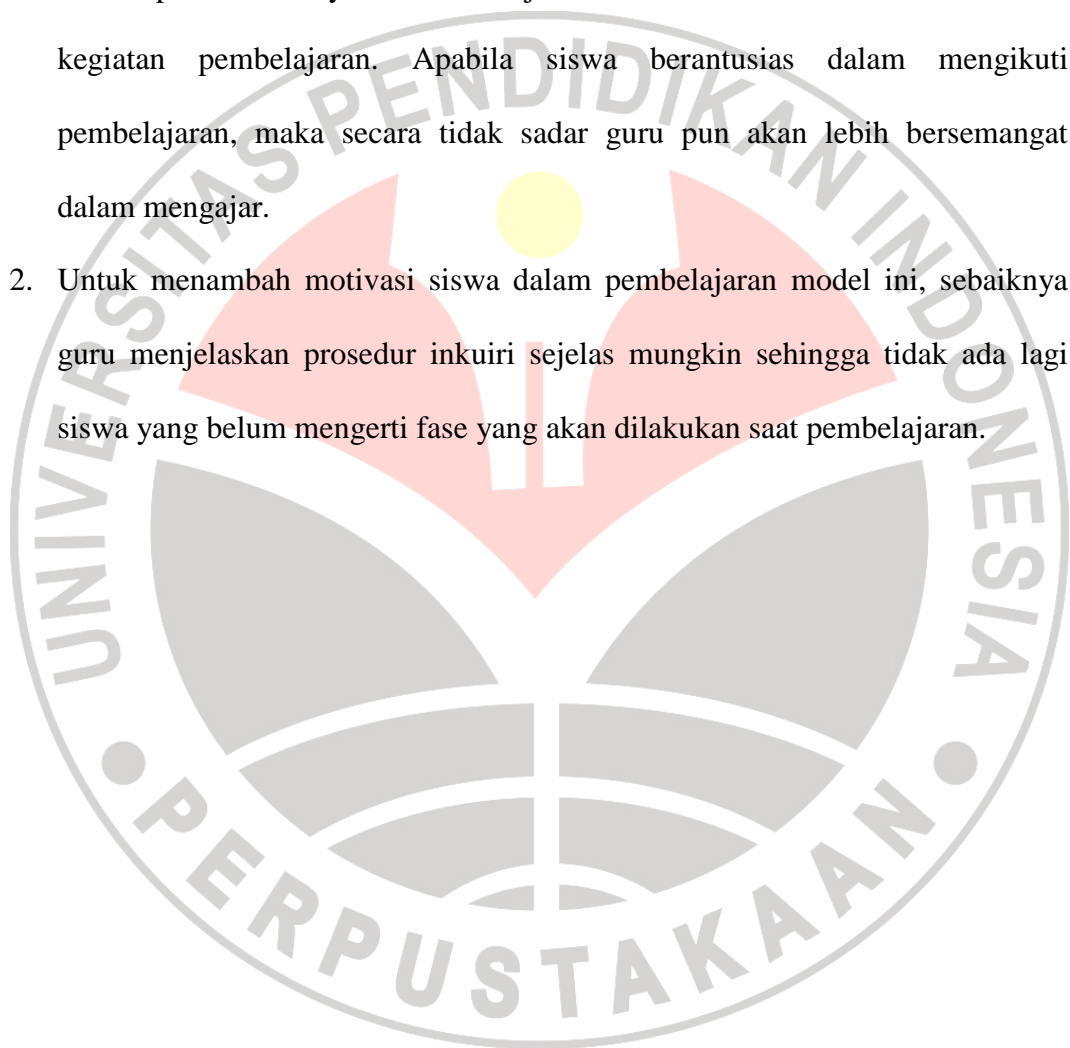 kegiatan pembelajaran. Apabila siswa berantusias dalam mengikuti
pembelajaran, maka secara tidak sadar guru pun akan lebih bersemangat
dalam mengajar.
2. Untuk menambah motivasi siswa dalam pembelajaran model ini, sebaiknya
guru menjelaskan prosedur inkuiri sejelas mungkin sehingga tidak ada lagi
siswa yang belum mengerti fase yang akan dilakukan saat pembelajaran.
UNIVERSITAS PENDIDIKAN INDONESIA
PERPUSTAKAAN